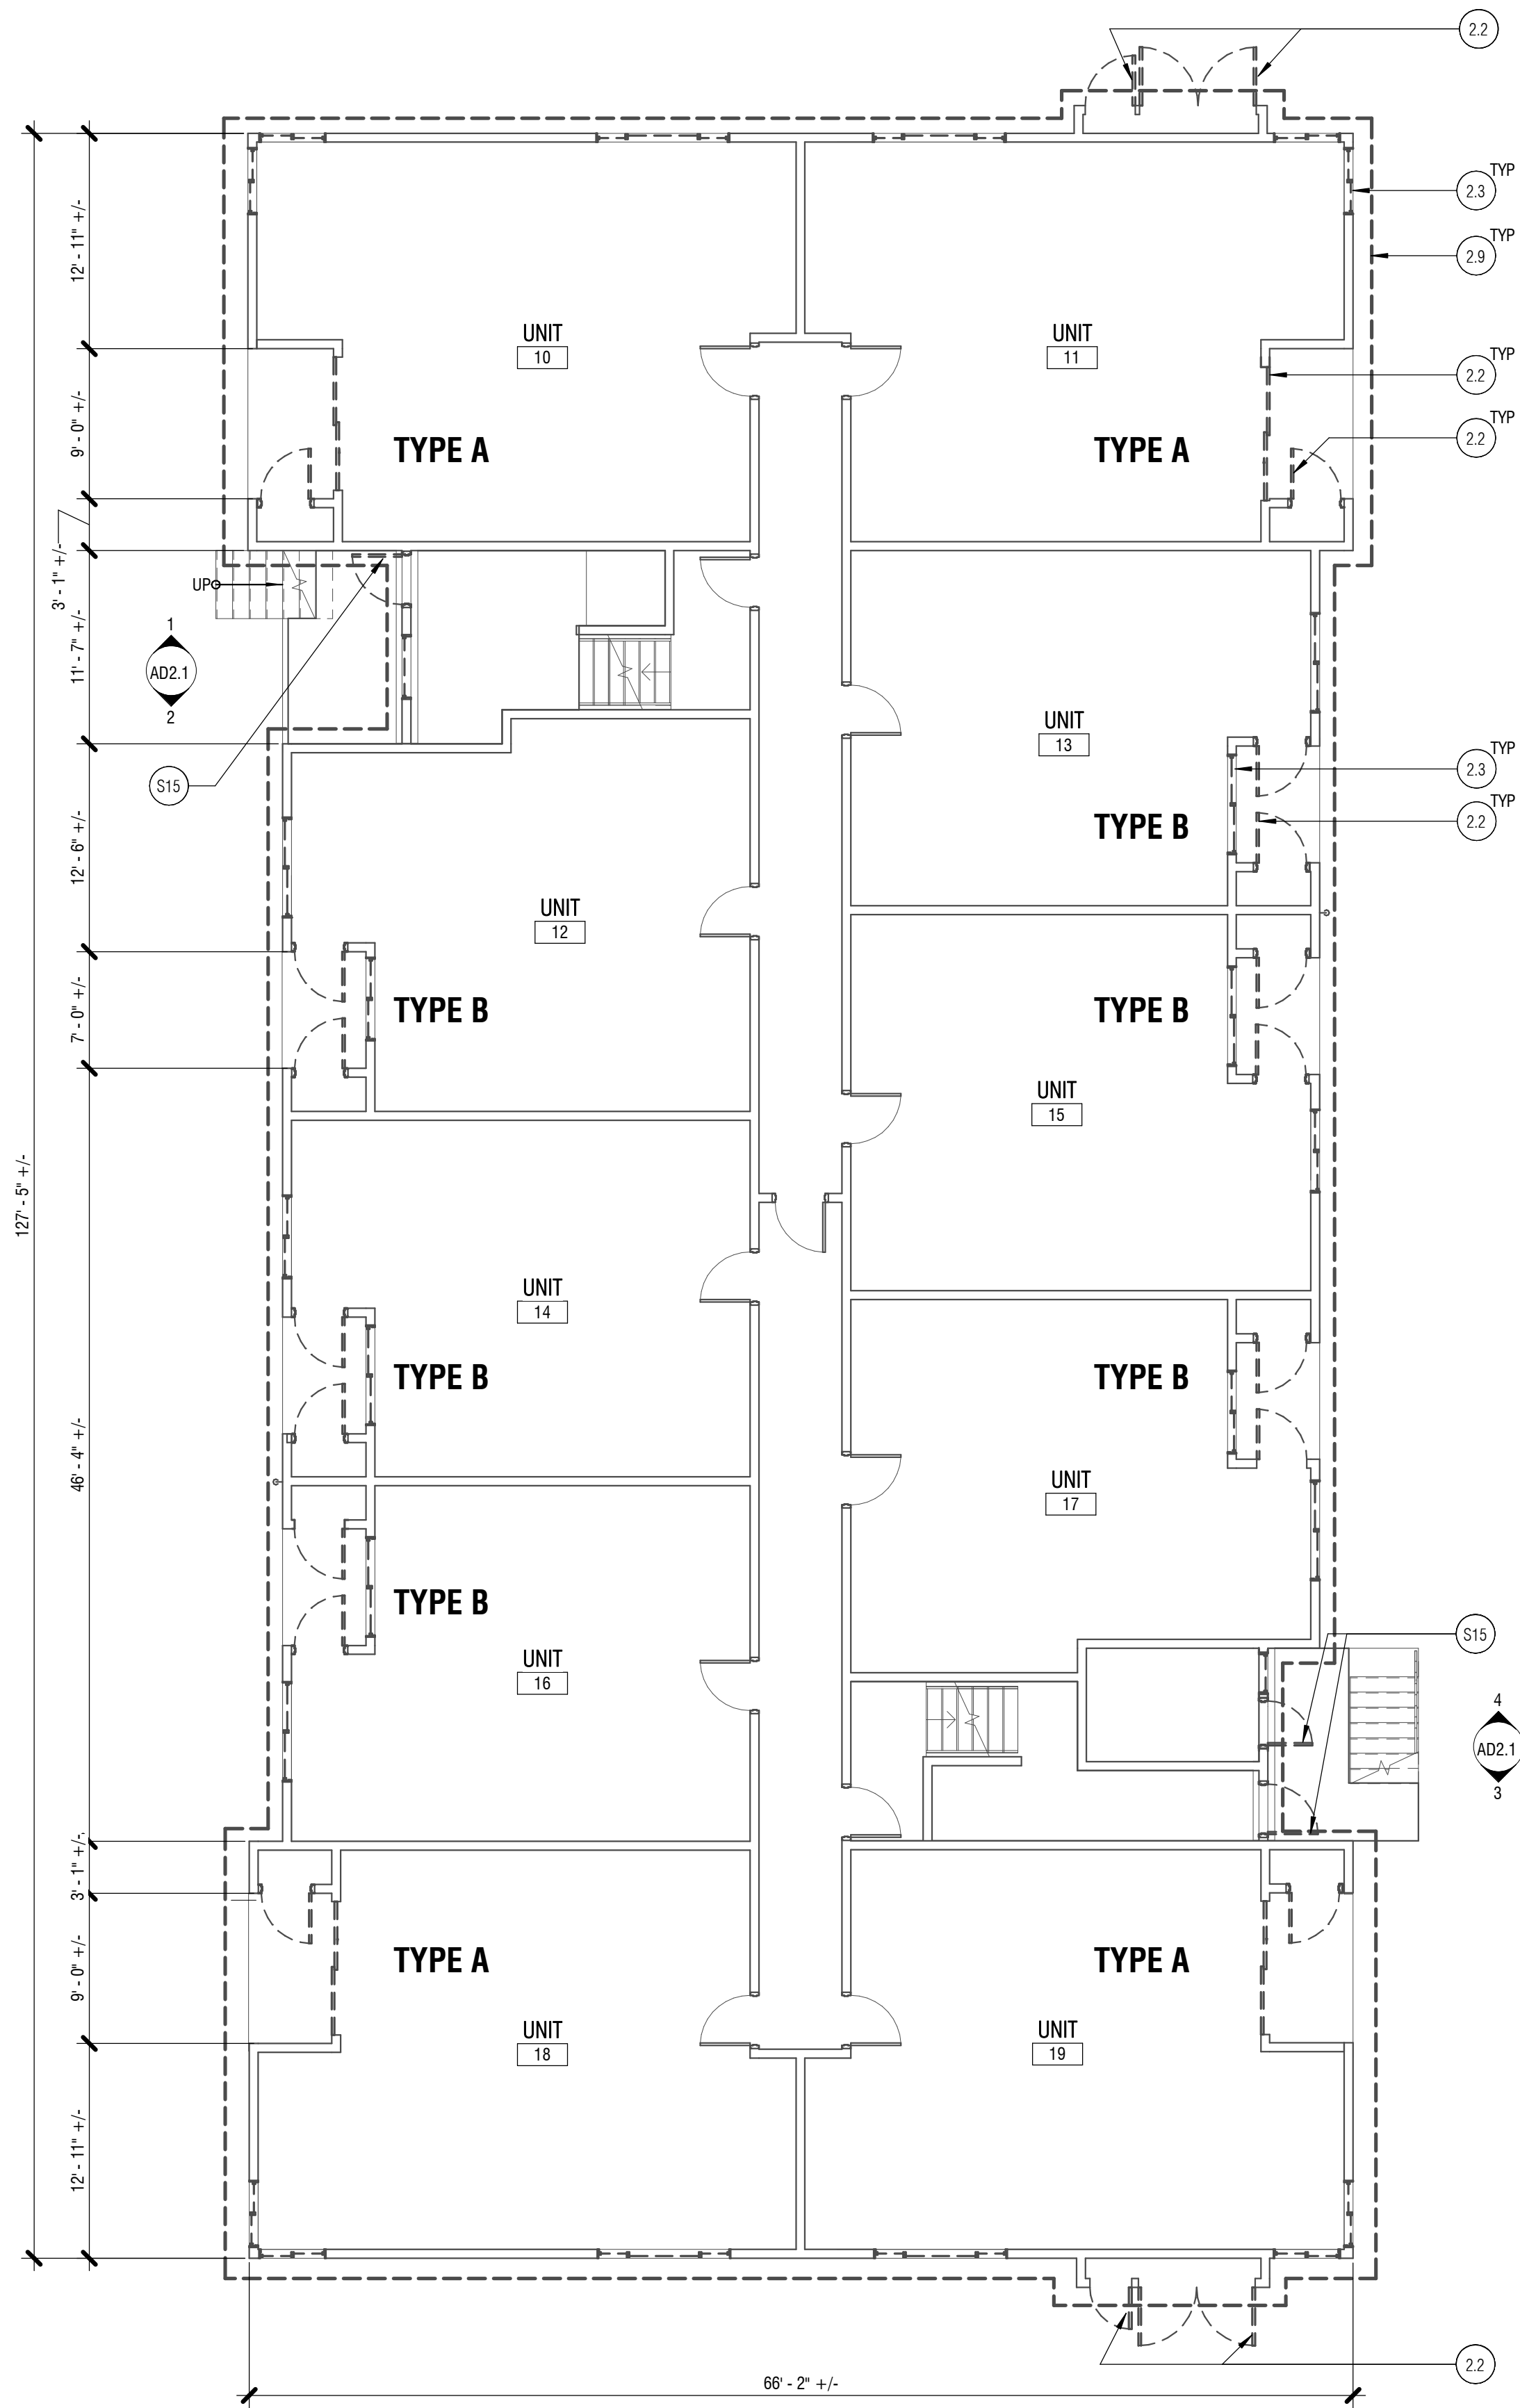 2.2
TYP
2.3
TYP
2.9
12' - 11" +/-
UNIT
10
UNIT
11
TYP
2.2
TYP
2.2
9' - 0" +/-
TYPE A
TYPE A
3' - 1" +/-
UP
1
AD2.1
2
11' - 7" +/-
S15
UNIT
13
TYP
2.3
TYP
2.2
TYPE B
12' - 6" +/-
UNIT
12
7' - 0" +/-
TYPE B
TYPE B
UNIT
15
127' - 5" +/-
UNIT
14
TYPE B
TYPE B
46' - 4" +/-
UNIT
17
TYPE B
UNIT
16
S15
4
AD2.1
3
3' - 1" +/-
TYPE A
TYPE A
9' - 0" +/-
UNIT
18
UNIT
19
12' - 11" +/-
2.2
66' - 2" +/-